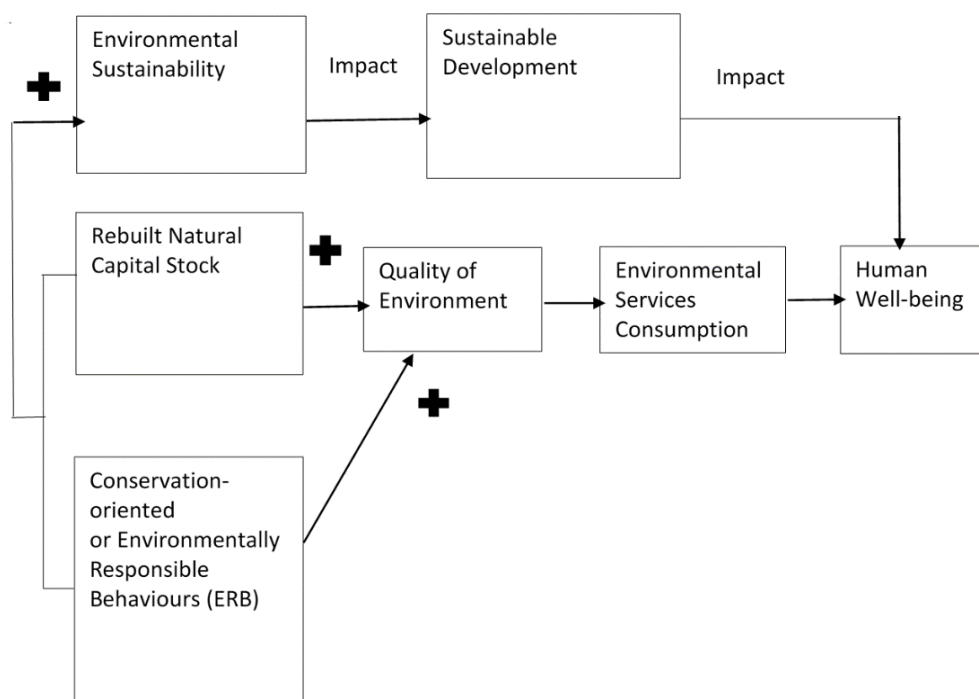 Environmental
Sustainability
Impact
Sustainable
Development
Impact
Rebuilt Natural
Capital Stock
Quality of
Environment
Environmental
Services
Consumption
Human
Well-being
Conservation-
oriented
or Environmentally
Responsible
Behaviours (ERB)